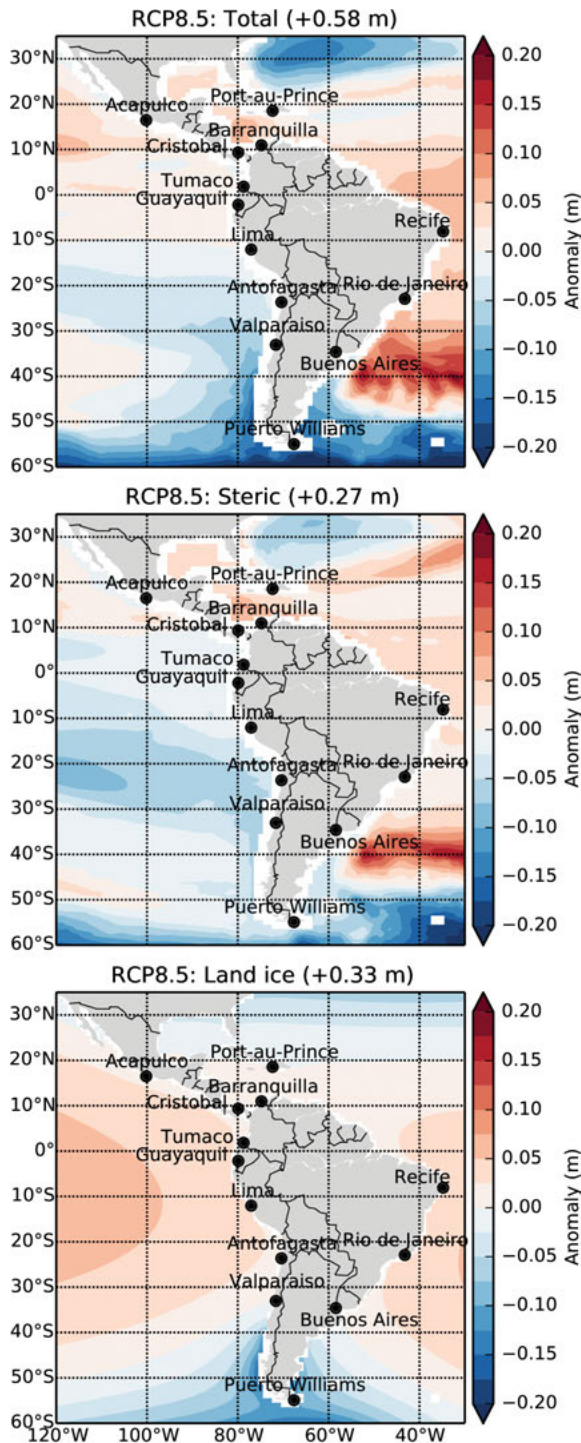 RCP8.5: Total (+0.58 m)
30°N
20°N
10°N
0°
10°S
20°S
30°S
40°S
50°S
60°S
Acapulco
Port-au-Prince
Barranquilla
Cristobal
Tumaco
Guayaquil
Lima
Recife
Antofagasta
Rio de Janeiro
Valparaiso
Buenos Aires
Puerto Williams
0.20
0.15
0.10
0.05
0.00
−0.05
−0.10
−0.15
−0.20
Anomaly (m)
RCP8.5: Steric (+0.27 m)
30°N
20°N
10°N
0°
10°S
20°S
30°S
40°S
50°S
60°S
Acapulco
Port-au-Prince
Barranquilla
Cristobal
Tumaco
Guayaquil
Lima
Recife
Antofagasta
Rio de Janeiro
Valparaiso
Buenos Aires
Puerto Williams
0.20
0.15
0.10
0.05
0.00
−0.05
−0.10
−0.15
−0.20
Anomaly (m)
RCP8.5: Land ice (+0.33 m)
30°N
20°N
10°N
0°
10°S
20°S
30°S
40°S
50°S
60°S
Acapulco
Port-au-Prince
Barranquilla
Cristobal
Tumaco
Guayaquil
Lima
Recife
Antofagasta
Rio de Janeiro
Valparaiso
Buenos Aires
Puerto Williams
0.20
0.15
0.10
0.05
0.00
−0.05
−0.10
−0.15
−0.20
Anomaly (m)
120°W 100°W 80°W 60°W 40°W